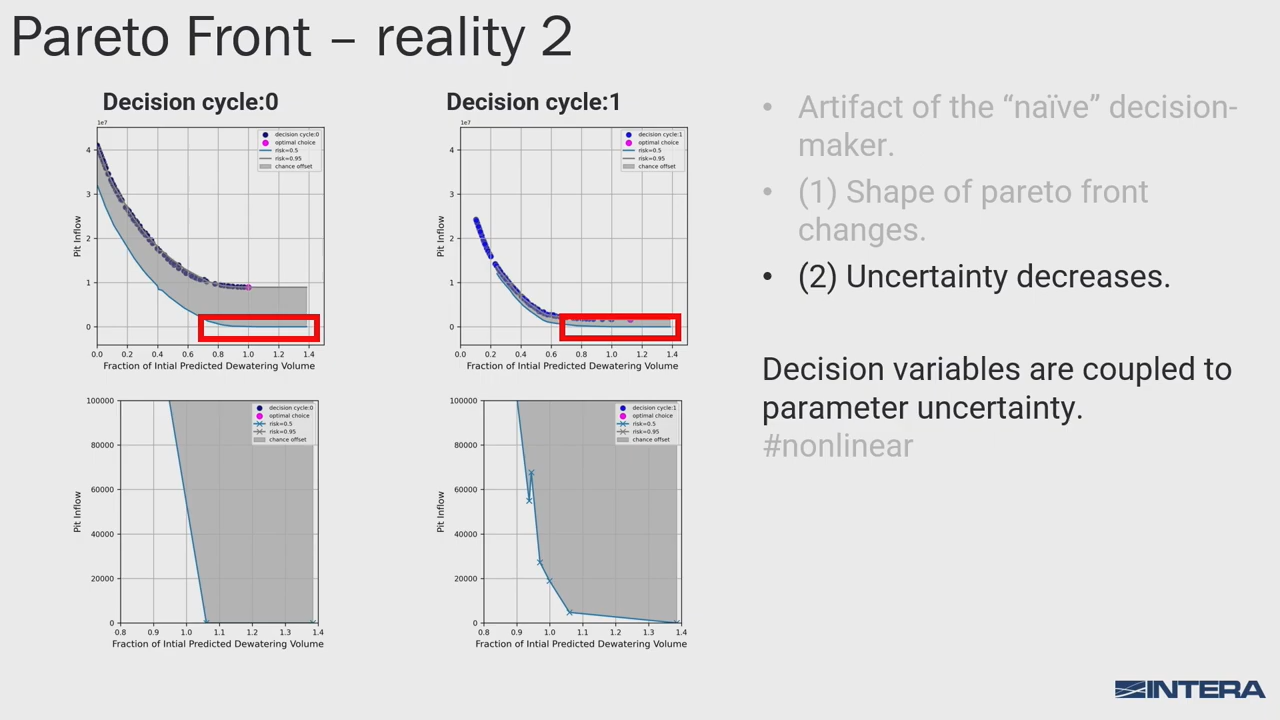 Pareto Front – reality 2
Decision cycle:0
1e7
decision cycle:0
optimal choice
risk=0.5
risk=0.95
chance offset
4
3
2
1
0
Pit Inflow
0.0 0.2 0.4 0.6 0.8 1.0 1.2 1.4
Fraction of Intial Predicted Dewatering Volume
Decision cycle:1
1e7
decision cycle:1
optimal choice
risk=0.5
risk=0.95
chance offset
4
3
2
1
0
Pit Inflow
0.0 0.2 0.4 0.6 0.8 1.0 1.2 1.4
Fraction of Intial Predicted Dewatering Volume
100000
80000
60000
40000
20000
0
Pit Inflow
decision cycle:0
optimal choice
risk=0.5
risk=0.95
chance offset
0.8 0.9 1.0 1.1 1.2 1.3 1.4
Fraction of Intial Predicted Dewatering Volume
100000
80000
60000
40000
20000
0
Pit Inflow
decision cycle:1
optimal choice
risk=0.5
risk=0.95
chance offset
0.8 0.9 1.0 1.1 1.2 1.3 1.4
Fraction of Intial Predicted Dewatering Volume
• Artifact of the “naïve” decision-
maker.
• (1) Shape of pareto front
changes.
• (2) Uncertainty decreases.
Decision variables are coupled to
parameter uncertainty.
#nonlinear
INTERA